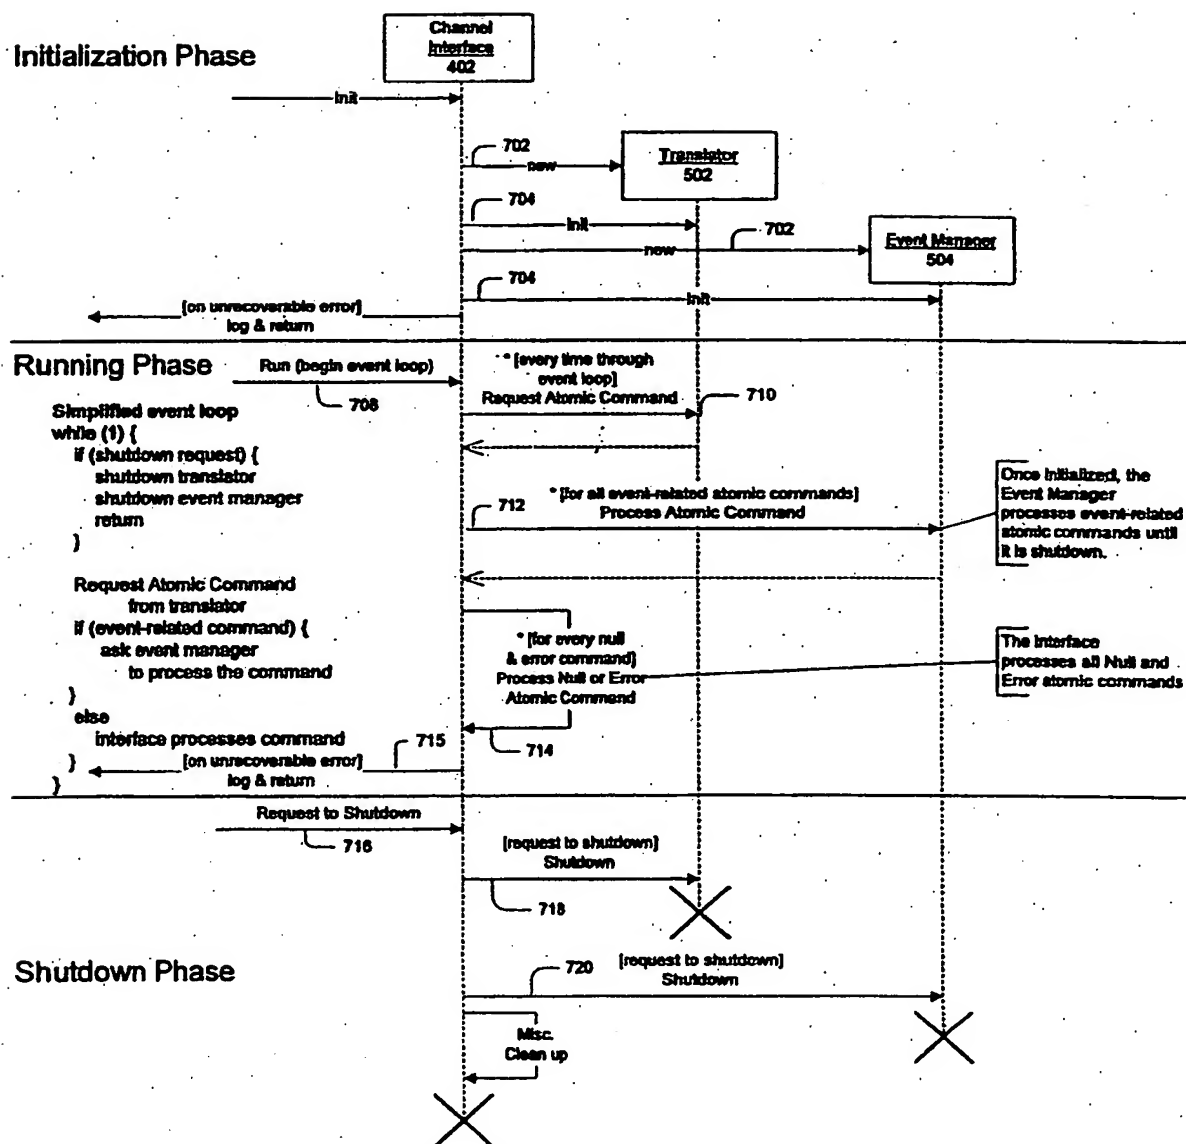 Channel
Interface
402
Initialization Phase
Init
702
new
Translator
502
704
Init
702
new
Event Manager
504
704
Init
[on unrecoverable error]
log & return
Running Phase
Run (begin event loop)
708
* [every time through
event loop]
Request Atomic Command
710
Simplified event loop
while (1) {
if (shutdown request) {
shutdown translator
shutdown event manager
return
}
712
* [for all event-related atomic commands]
Process Atomic Command
Once Initialized, the
Event Manager
processes event-related
atomic commands until
it is shutdown.
Request Atomic Command
from translator
if (event-related command) {
ask event manager
to process the command
}
else
interface processes command
}
}
* [for every null
& error command]
Process Null or Error
Atomic Command
714
The Interface
processes all Null and
Error atomic commands
715
[on unrecoverable error]
log & return
Request to Shutdown
716
[request to shutdown]
Shutdown
718
Shutdown Phase
720
[request to shutdown]
Shutdown
Misc.
Clean up